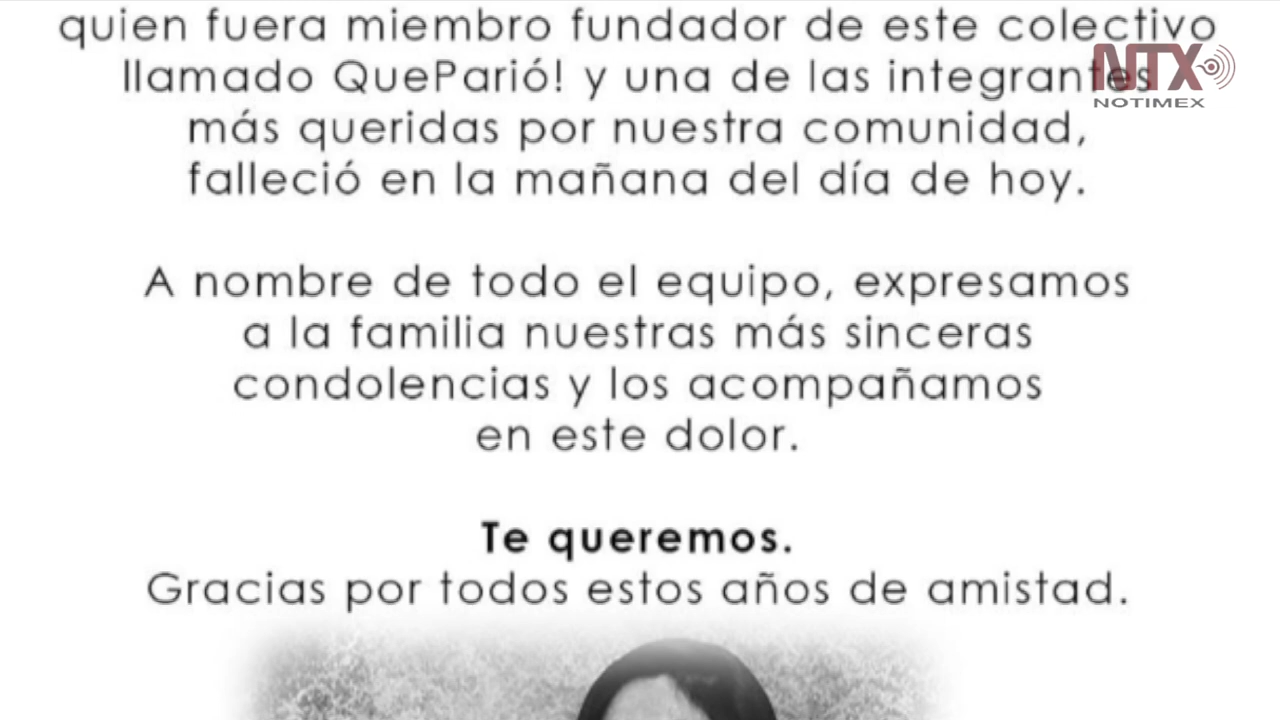 quien fuera miembro fundador de este colectivo
llamado QueParió! y una de las integrantes
más queridas por nuestra comunidad,
falleció en la mañana del día de hoy.
A nombre de todo el equipo, expresamos
a la familia nuestras más sinceras
condolencias y los acompañamos
en este dolor.
Te queremos.
Gracias por todos estos años de amistad.
NTX
NOTIMEX